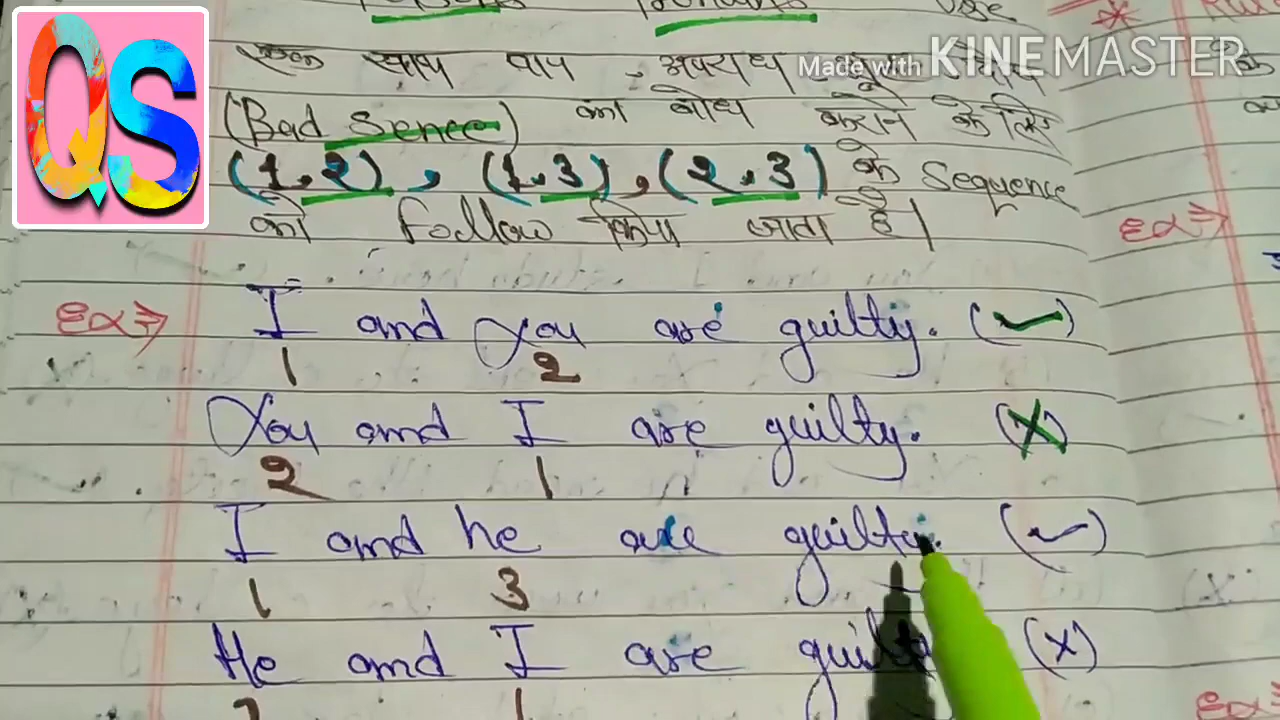 QS
Made with KINEMASTER
Use
एक साथ पाप, अपराध
(Bad Sence) का बोध कराने के लिए
(1,2), (1,3), (2,3) के Sequence
को Follow किया जाता है।
Ex⇒ I and You are guilty. (✓)
1 2
You and I are guilty. (X)
2 1
I and he are guilty. (✓)
1 3
He and I are (X)
1
Ex⇒
Ex⇒